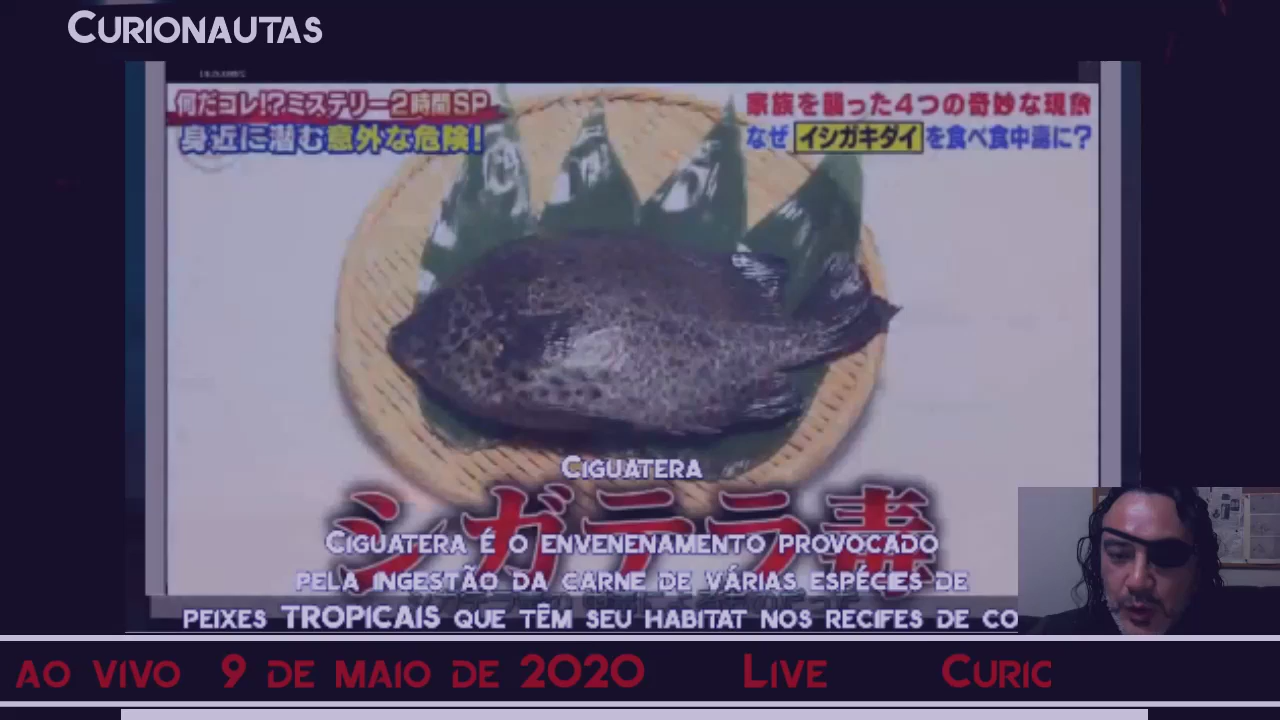 CURIONAUTAS
何だコレ!?ミステリー2時間SP
身近に潜む意外な危険!
家族を襲った4つの奇妙な現象
なぜ イシガキダイ を食べ食中毒に?
CIGUATERA
シガテラ毒
CIGUATERA É O ENVENENAMENTO PROVOCADO
PELA INGESTÃO DA CARNE DE VÁRIAS ESPÉCIES DE
PEIXES TROPICAIS QUE TÊM SEU HABITAT NOS RECIFES DE CO
AO VIVO 9 DE MAIO DE 2020 LIVE CURIC